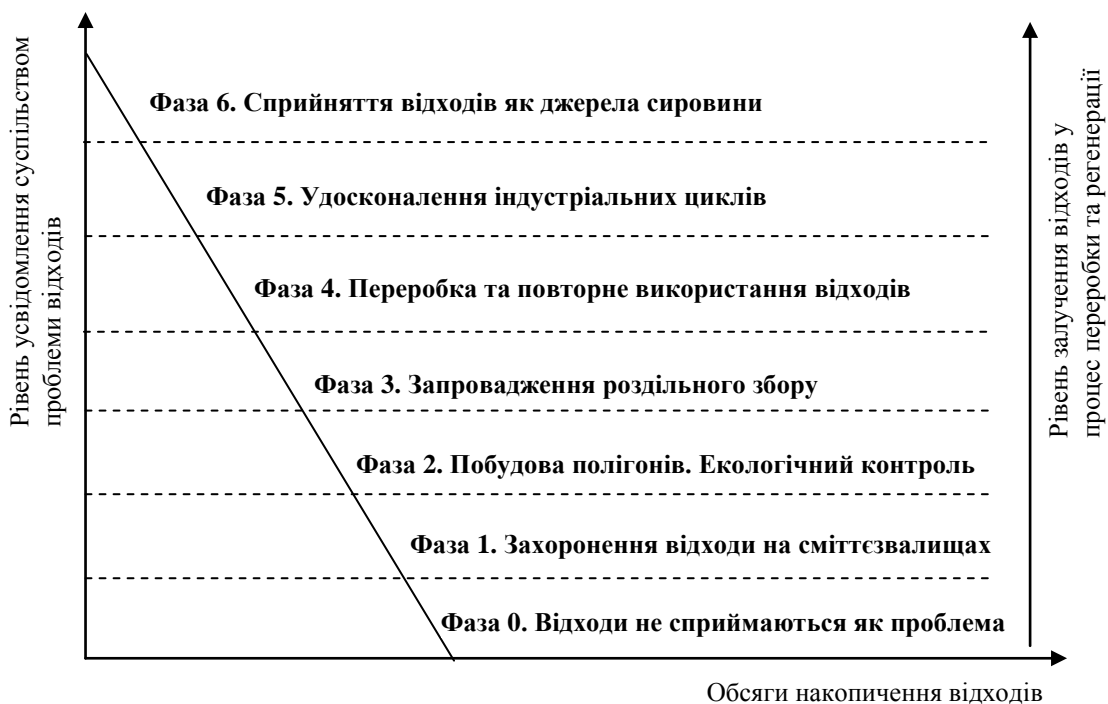 Рівень усвідомлення суспільством
проблеми відходів
Фаза 6. Сприйняття відходів як джерела сировини
Фаза 5. Удосконалення індустріальних циклів
Фаза 4. Переробка та повторне використання відходів
Фаза 3. Запровадження роздільного збору
Фаза 2. Побудова полігонів. Екологічний контроль
Фаза 1. Захоронення відходи на сміттєзвалищах
Фаза 0. Відходи не сприймаються як проблема
Рівень залучення відходів у
процес переробки та регенерації
Обсяги накопичення відходів